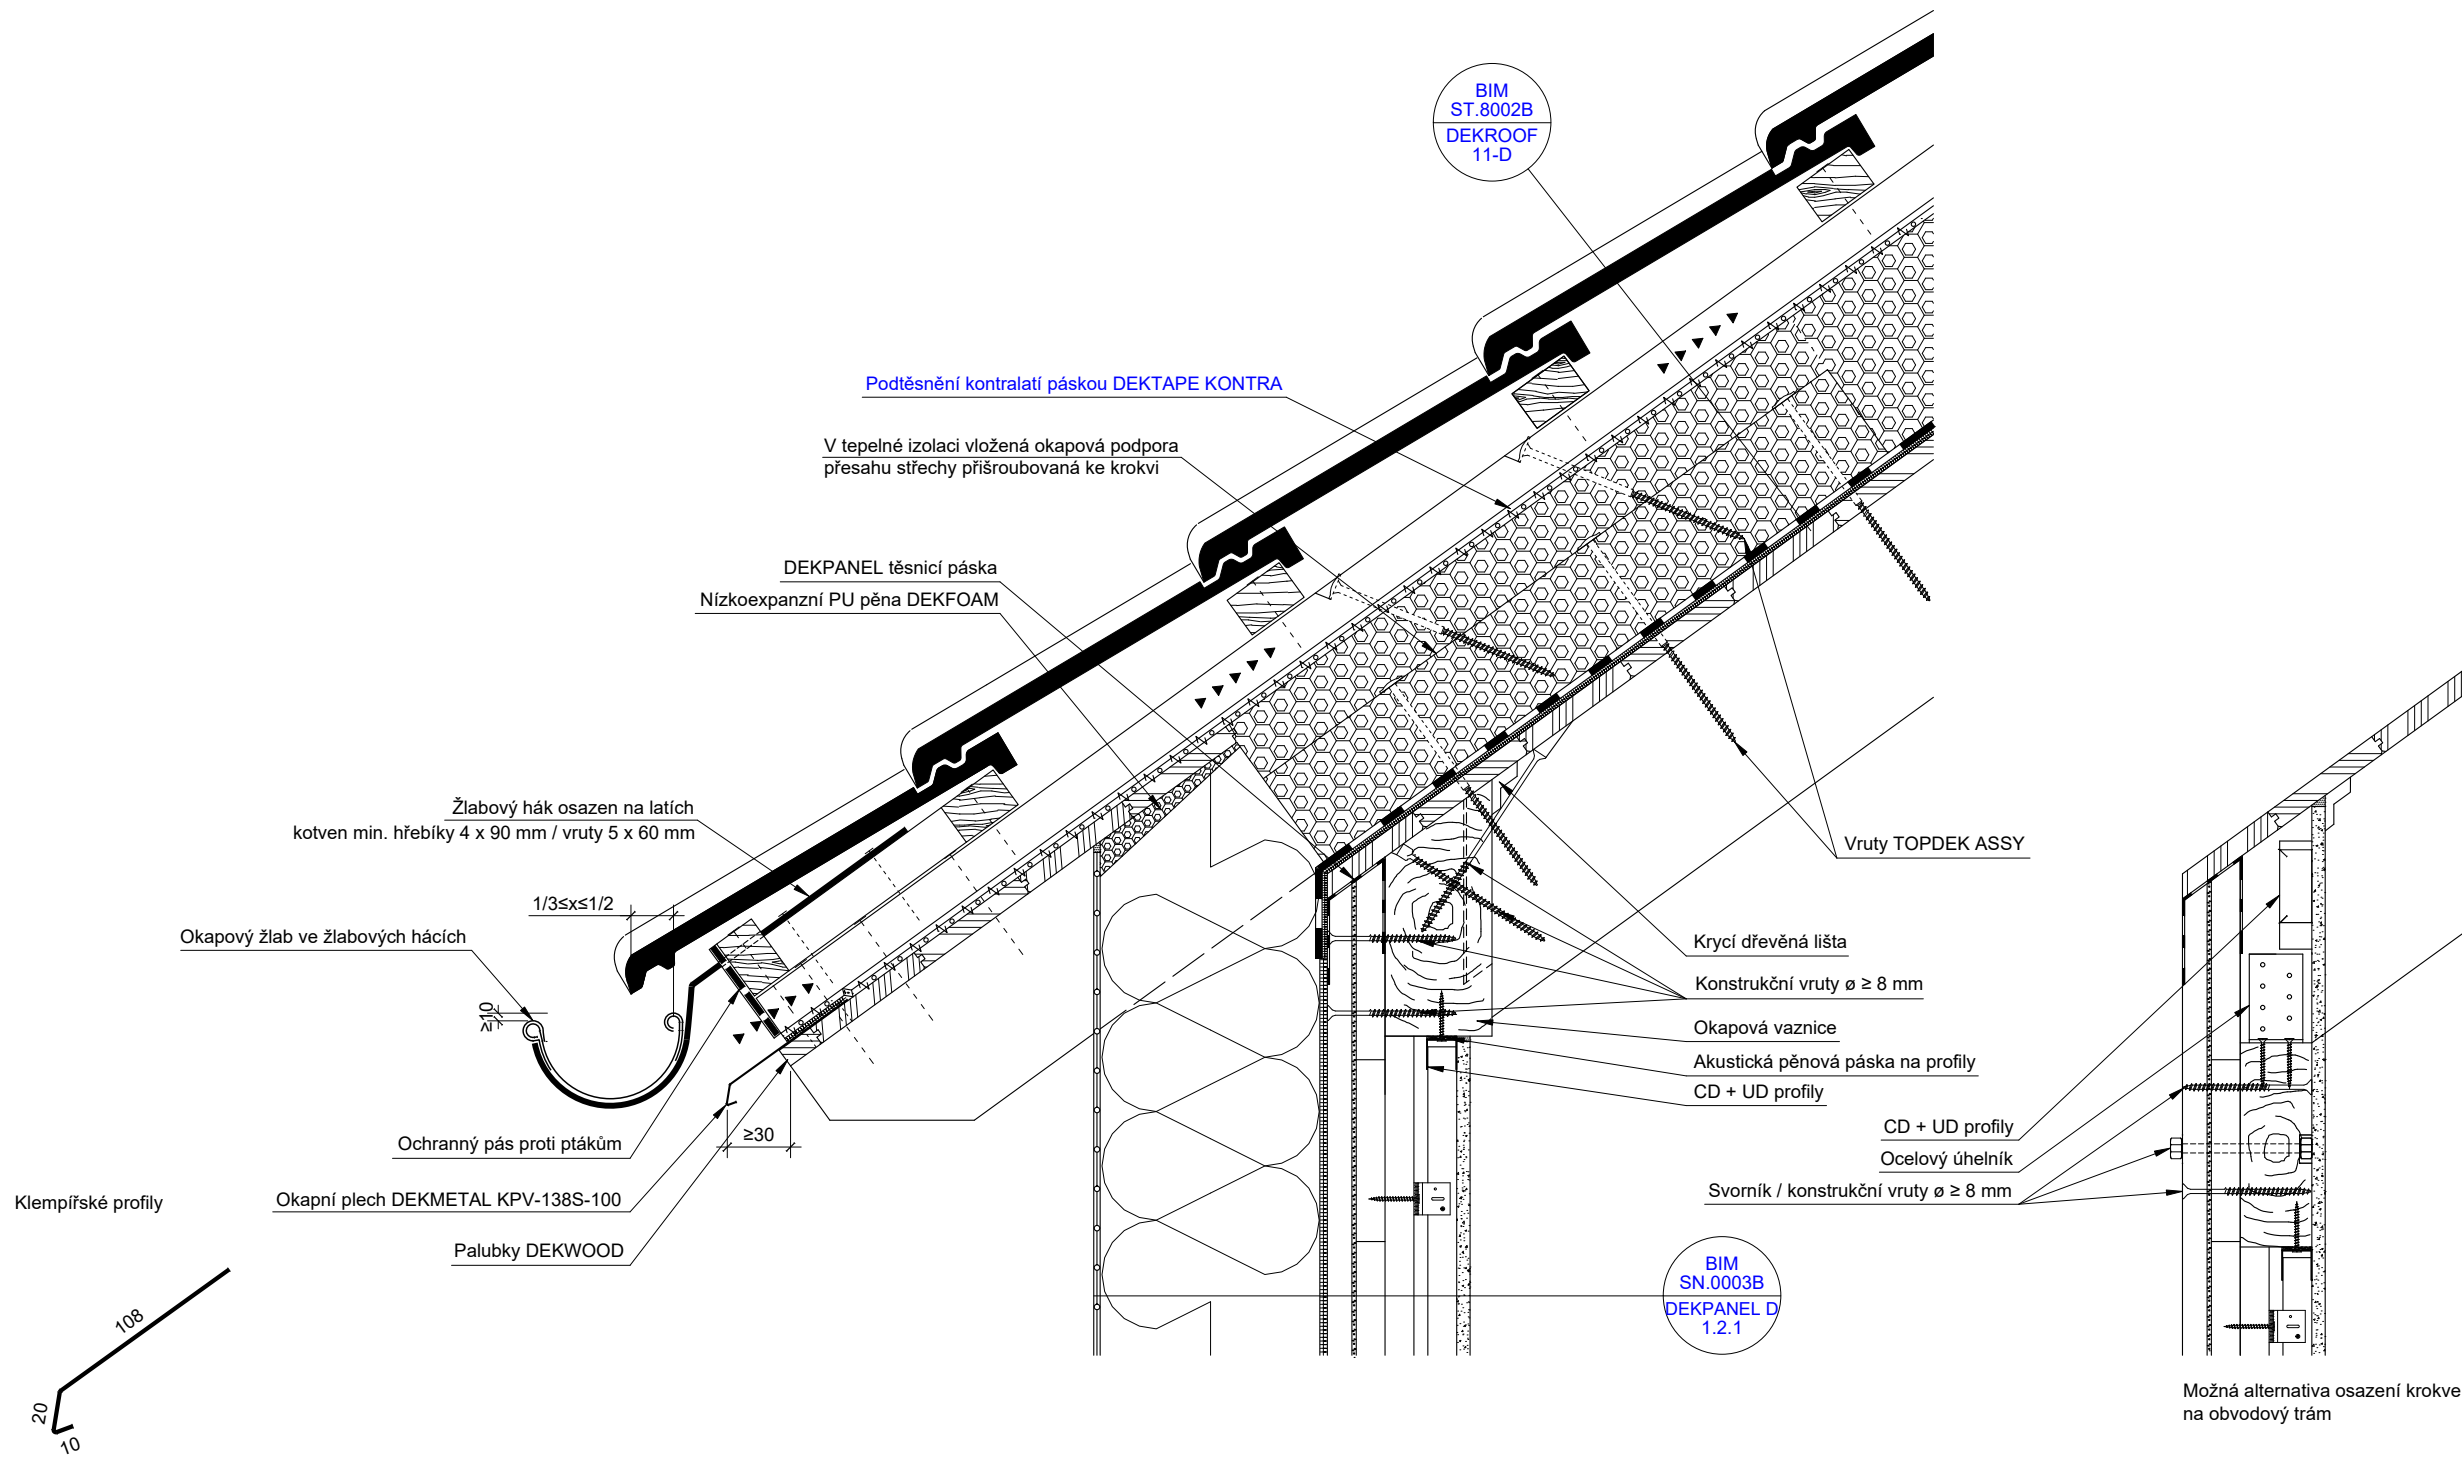 BIM
ST.8002B
DEKROOF
11-D
Podtěsnění kontralatí páskou DEKTAPE KONTRA
V tepelné izolaci vložená okapová podpora
přesahu střechy přišroubovaná ke krokvi
DEKPANEL těsnicí páska
Nízkoexpanzní PU pěna DEKFOAM
Žlabový hák osazen na latích
kotven min. hřebíky 4 x 90 mm / vruty 5 x 60 mm
1/3≤x≤1/2
Okapový žlab ve žlabových hácích
≥10
≥30
Ochranný pás proti ptákům
Okapní plech DEKMETAL KPV-138S-100
Palubky DEKWOOD
Klempířské profily
108
20
10
Vruty TOPDEK ASSY
Krycí dřevěná lišta
Konstrukční vruty ø ≥ 8 mm
Okapová vaznice
Akustická pěnová páska na profily
CD + UD profily
CD + UD profily
Ocelový úhelník
Svorník / konstrukční vruty ø ≥ 8 mm
BIM
SN.0003B
DEKPANEL D
1.2.1
Možná alternativa osazení krokve
na obvodový trám